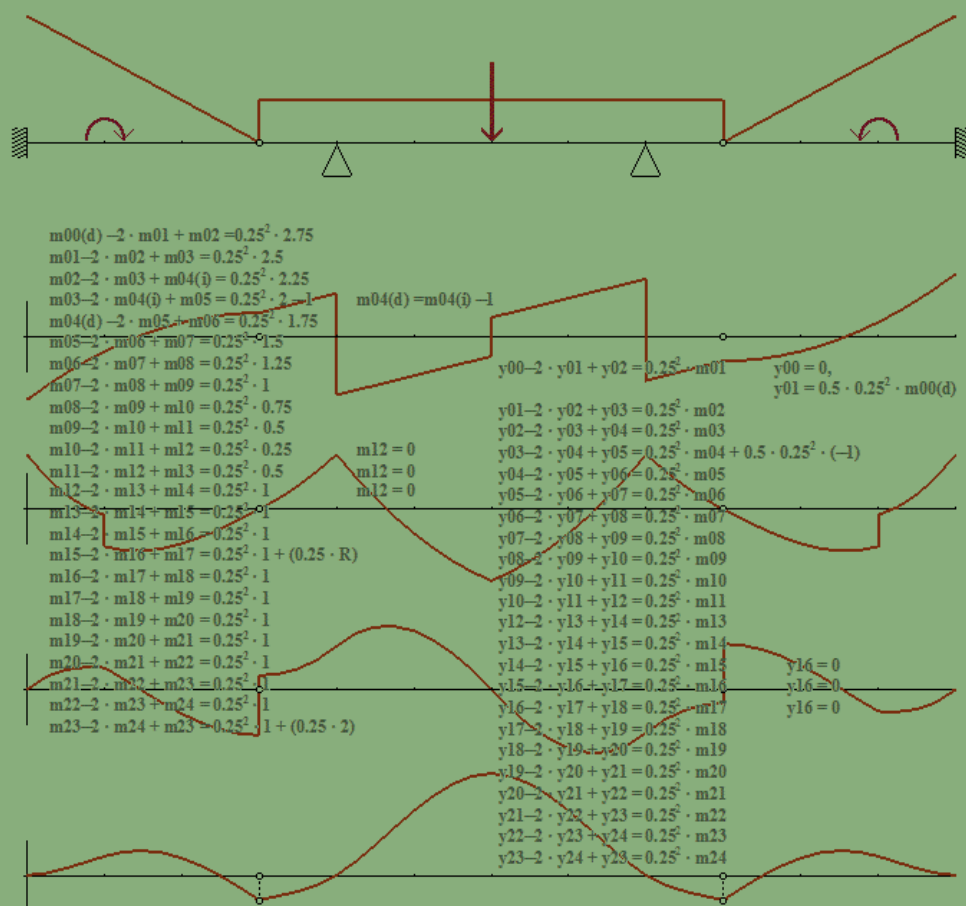 m00(d) –2 · m01 + m02 =0.25² · 2.75
m01–2 · m02 + m03 = 0.25² · 2.5
m02–2 · m03 + m04(i) = 0.25² · 2.25
m03–2 · m04(i) + m05 = 0.25² · 2 –1 m04(d) =m04(i) –1
m04(d) –2 · m05 + m06 = 0.25² · 1.75
m05–2 · m06 + m07 = 0.25² · 1.5
m06–2 · m07 + m08 = 0.25² · 1.25
m07–2 · m08 + m09 = 0.25² · 1
m08–2 · m09 + m10 = 0.25² · 0.75
m09–2 · m10 + m11 = 0.25² · 0.5
m10–2 · m11 + m12 = 0.25² · 0.25 m12 = 0
m11–2 · m12 + m13 = 0.25² · 0.5 m12 = 0
m12–2 · m13 + m14 = 0.25² · 1 m12 = 0
m13–2 · m14 + m15 = 0.25² · 1
m14–2 · m15 + m16 = 0.25² · 1
m15–2 · m16 + m17 = 0.25² · 1 + (0.25 · R)
m16–2 · m17 + m18 = 0.25² · 1
m17–2 · m18 + m19 = 0.25² · 1
m18–2 · m19 + m20 = 0.25² · 1
m19–2 · m20 + m21 = 0.25² · 1
m20–2 · m21 + m22 = 0.25² · 1
m21–2 · m22 + m23 = 0.25² · 1
m22–2 · m23 + m24 = 0.25² · 1
m23–2 · m24 + m23 = 0.25² · 1 + (0.25 · 2)
y00–2 · y01 + y02 = 0.25² · m01 y00 = 0,
y01 = 0.5 · 0.25² · m00(d)
y01–2 · y02 + y03 = 0.25² · m02
y02–2 · y03 + y04 = 0.25² · m03
y03–2 · y04 + y05 = 0.25² · m04 + 0.5 · 0.25² · (–1)
y04–2 · y05 + y06 = 0.25² · m05
y05–2 · y06 + y07 = 0.25² · m06
y06–2 · y07 + y08 = 0.25² · m07
y07–2 · y08 + y09 = 0.25² · m08
y08–2 · y09 + y10 = 0.25² · m09
y09–2 · y10 + y11 = 0.25² · m10
y10–2 · y11 + y12 = 0.25² · m11
y12–2 · y13 + y14 = 0.25² · m13
y13–2 · y14 + y15 = 0.25² · m14
y14–2 · y15 + y16 = 0.25² · m15 y16 = 0
y15–2 · y16 + y17 = 0.25² · m16 y16 = 0
y16–2 · y17 + y18 = 0.25² · m17 y16 = 0
y17–2 · y18 + y19 = 0.25² · m18
y18–2 · y19 + y20 = 0.25² · m19
y19–2 · y20 + y21 = 0.25² · m20
y20–2 · y21 + y22 = 0.25² · m21
y21–2 · y22 + y23 = 0.25² · m22
y22–2 · y23 + y24 = 0.25² · m23
y23–2 · y24 + y23 = 0.25² · m24